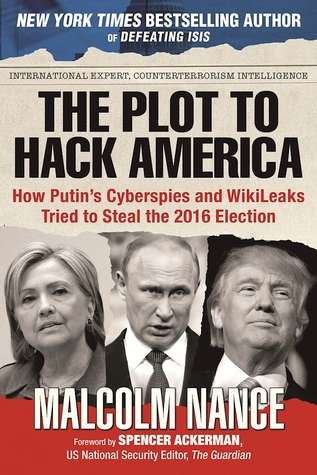 NEW YORK TIMES BESTSELLING AUTHOR
OF DEFEATING ISIS
INTERNATIONAL EXPERT, COUNTERTERRORISM INTELLIGENCE
THE PLOT TO
HACK AMERICA
How Putin's Cyberspies and WikiLeaks
Tried to Steal the 2016 Election
MALCOLM NANCE
Foreword by SPENCER ACKERMAN,
US National Security Editor, The Guardian